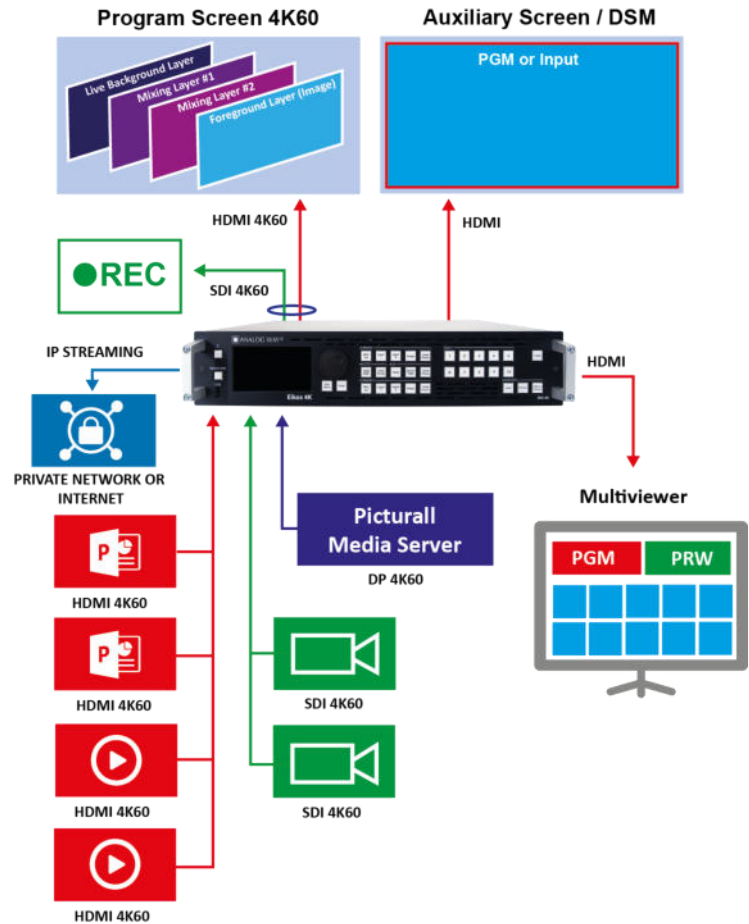 Program Screen 4K60
Auxiliary Screen / DSM
Live Background Layer
Mixing Layer #1
Mixing Layer #2
Foreground Layer (Image)
PGM or Input
HDMI 4K60
HDMI
REC
SDI 4K60
IP STREAMING
ANALOG WAY
Eikos 4K
HDMI
PRIVATE NETWORK OR
INTERNET
Picturall
Media Server
DP 4K60
Multiviewer
PGM
PRW
P
HDMI 4K60
P
HDMI 4K60
SDI 4K60
HDMI 4K60
SDI 4K60
HDMI 4K60